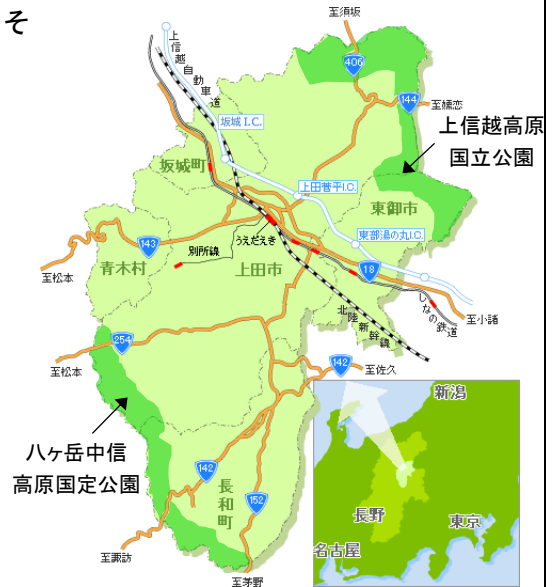 そ
至須坂
上信越自動車道
406
144
至嬬恋
坂城I.C.
上信越高原
国立公園
坂城町
上田菅平I.C.
東御市
うえだえき
東部湯の丸I.C.
143
別所線
青木村
上田市
18
至松本
しなの鉄道
至小諸
北陸新幹線
254
142
至佐久
至松本
新潟
八ヶ岳中信
高原国定公園
142
長和町
152
長野
東京
名古屋
至諏訪
至茅野